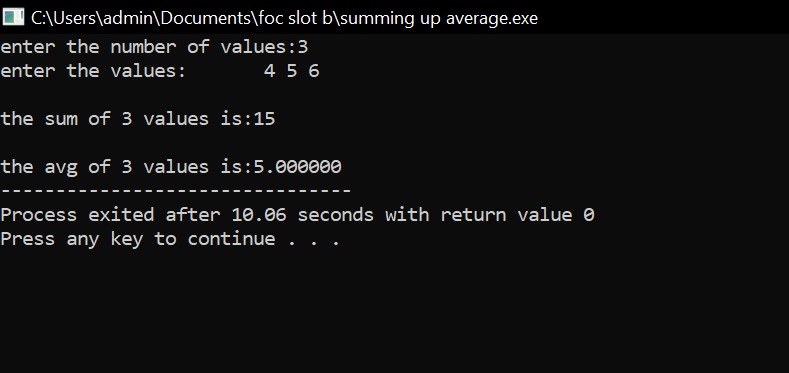 C:\Users\admin\Documents\foc slot b\summing up average.exe
enter the number of values:3
enter the values:       4 5 6
the sum of 3 values is:15
the avg of 3 values is:5.000000
--------------------------------
Process exited after 10.06 seconds with return value 0
Press any key to continue . . .